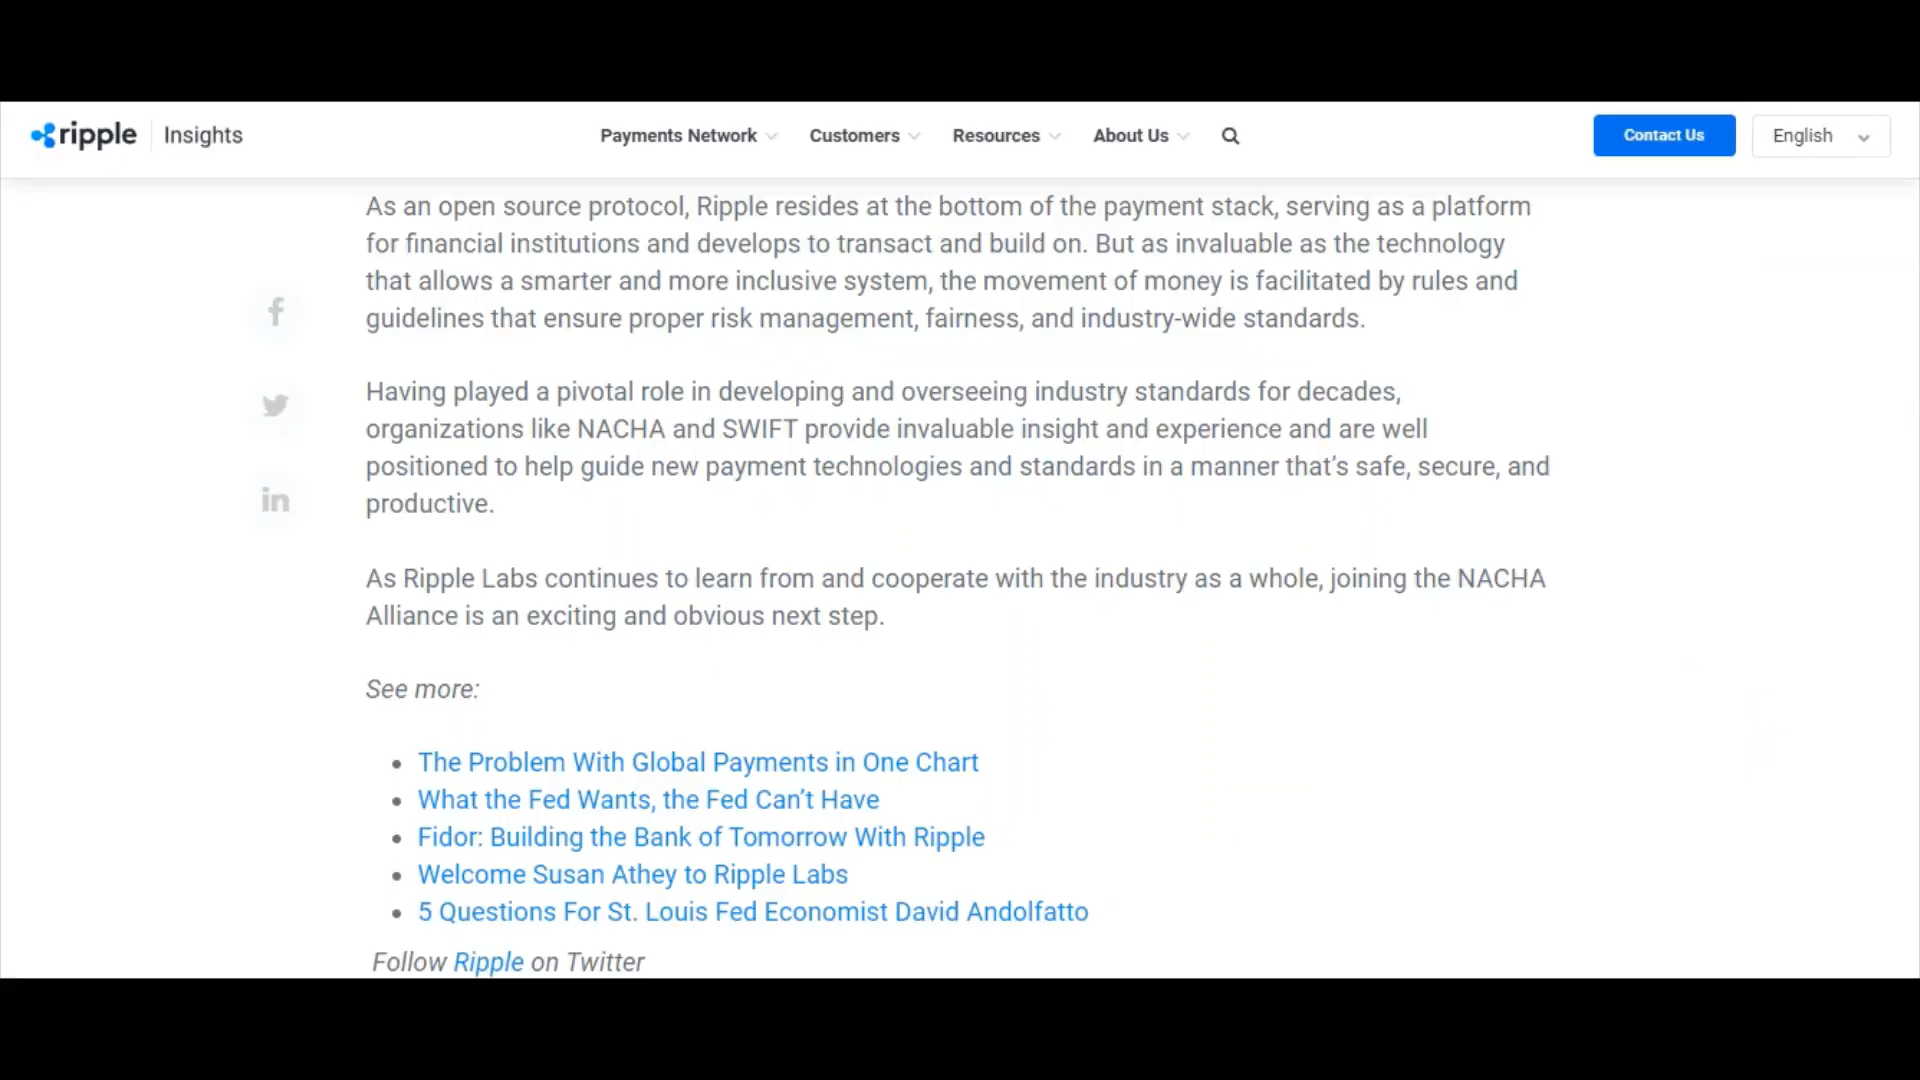 ripple Insights Payments Network Customers Resources About Us Contact Us English
As an open source protocol, Ripple resides at the bottom of the payment stack, serving as a platform
for financial institutions and develops to transact and build on. But as invaluable as the technology
that allows a smarter and more inclusive system, the movement of money is facilitated by rules and
guidelines that ensure proper risk management, fairness, and industry-wide standards.
Having played a pivotal role in developing and overseeing industry standards for decades,
organizations like NACHA and SWIFT provide invaluable insight and experience and are well
positioned to help guide new payment technologies and standards in a manner that's safe, secure, and
productive.
As Ripple Labs continues to learn from and cooperate with the industry as a whole, joining the NACHA
Alliance is an exciting and obvious next step.
See more:
The Problem With Global Payments in One Chart
What the Fed Wants, the Fed Can't Have
Fidor: Building the Bank of Tomorrow With Ripple
Welcome Susan Athey to Ripple Labs
5 Questions For St. Louis Fed Economist David Andolfatto
Follow Ripple on Twitter